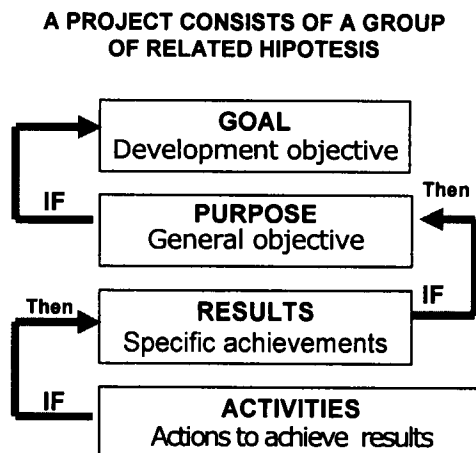 A PROJECT CONSISTS OF A GROUP
OF RELATED HIPOTESIS
GOAL
Development objective
IF
Then
PURPOSE
General objective
Then
IF
RESULTS
Specific achievements
IF
ACTIVITIES
Actions to achieve results